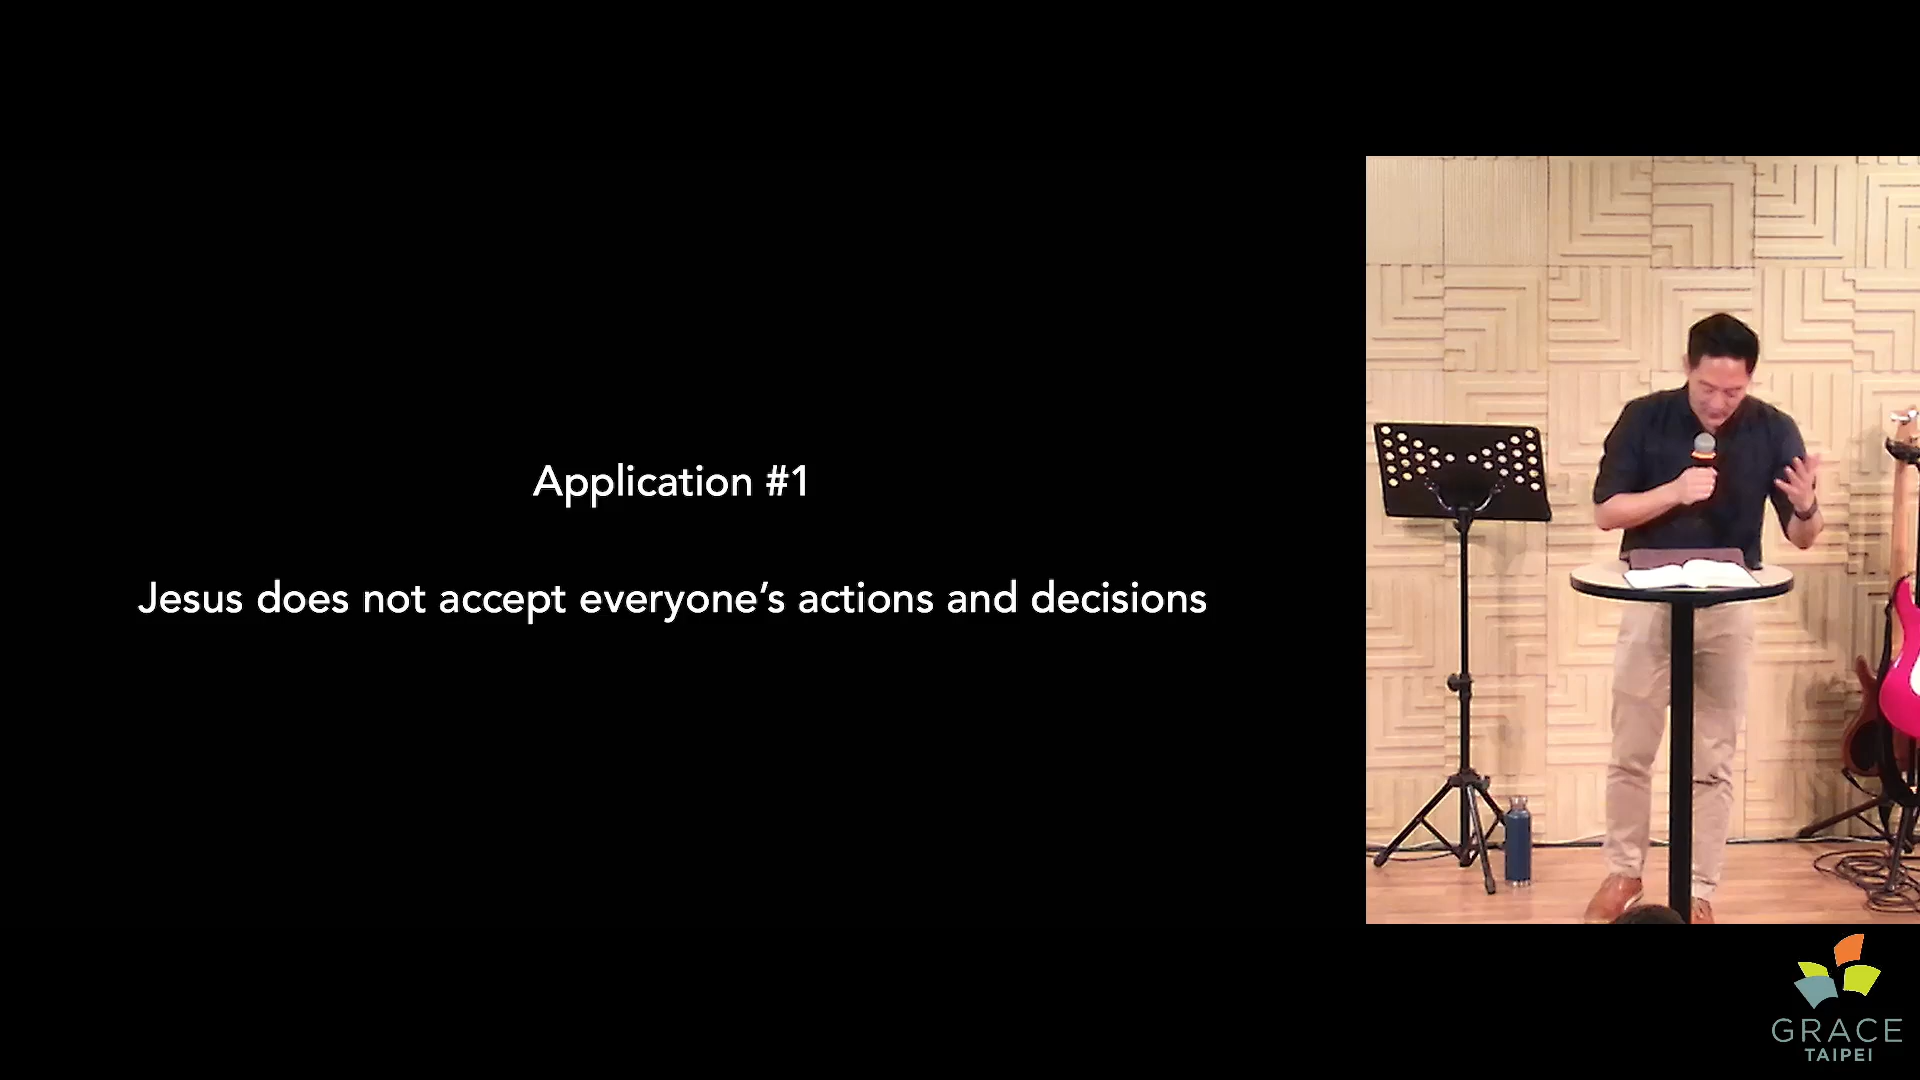 Application #1
Jesus does not accept everyone's actions and decisions
GRACE
TAIPEI